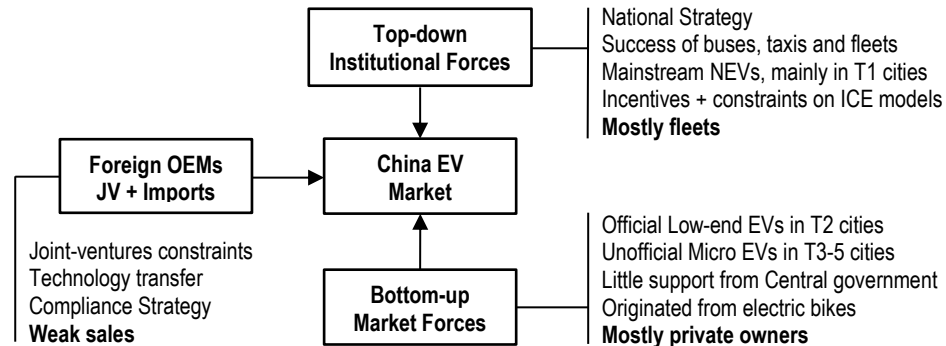 Top-down
Institutional Forces
National Strategy
Success of buses, taxis and fleets
Mainstream NEVs, mainly in T1 cities
Incentives + constraints on ICE models
Mostly fleets
Foreign OEMs
JV + Imports
China EV
Market
Joint-ventures constraints
Technology transfer
Compliance Strategy
Weak sales
Bottom-up
Market Forces
Official Low-end EVs in T2 cities
Unofficial Micro EVs in T3-5 cities
Little support from Central government
Originated from electric bikes
Mostly private owners